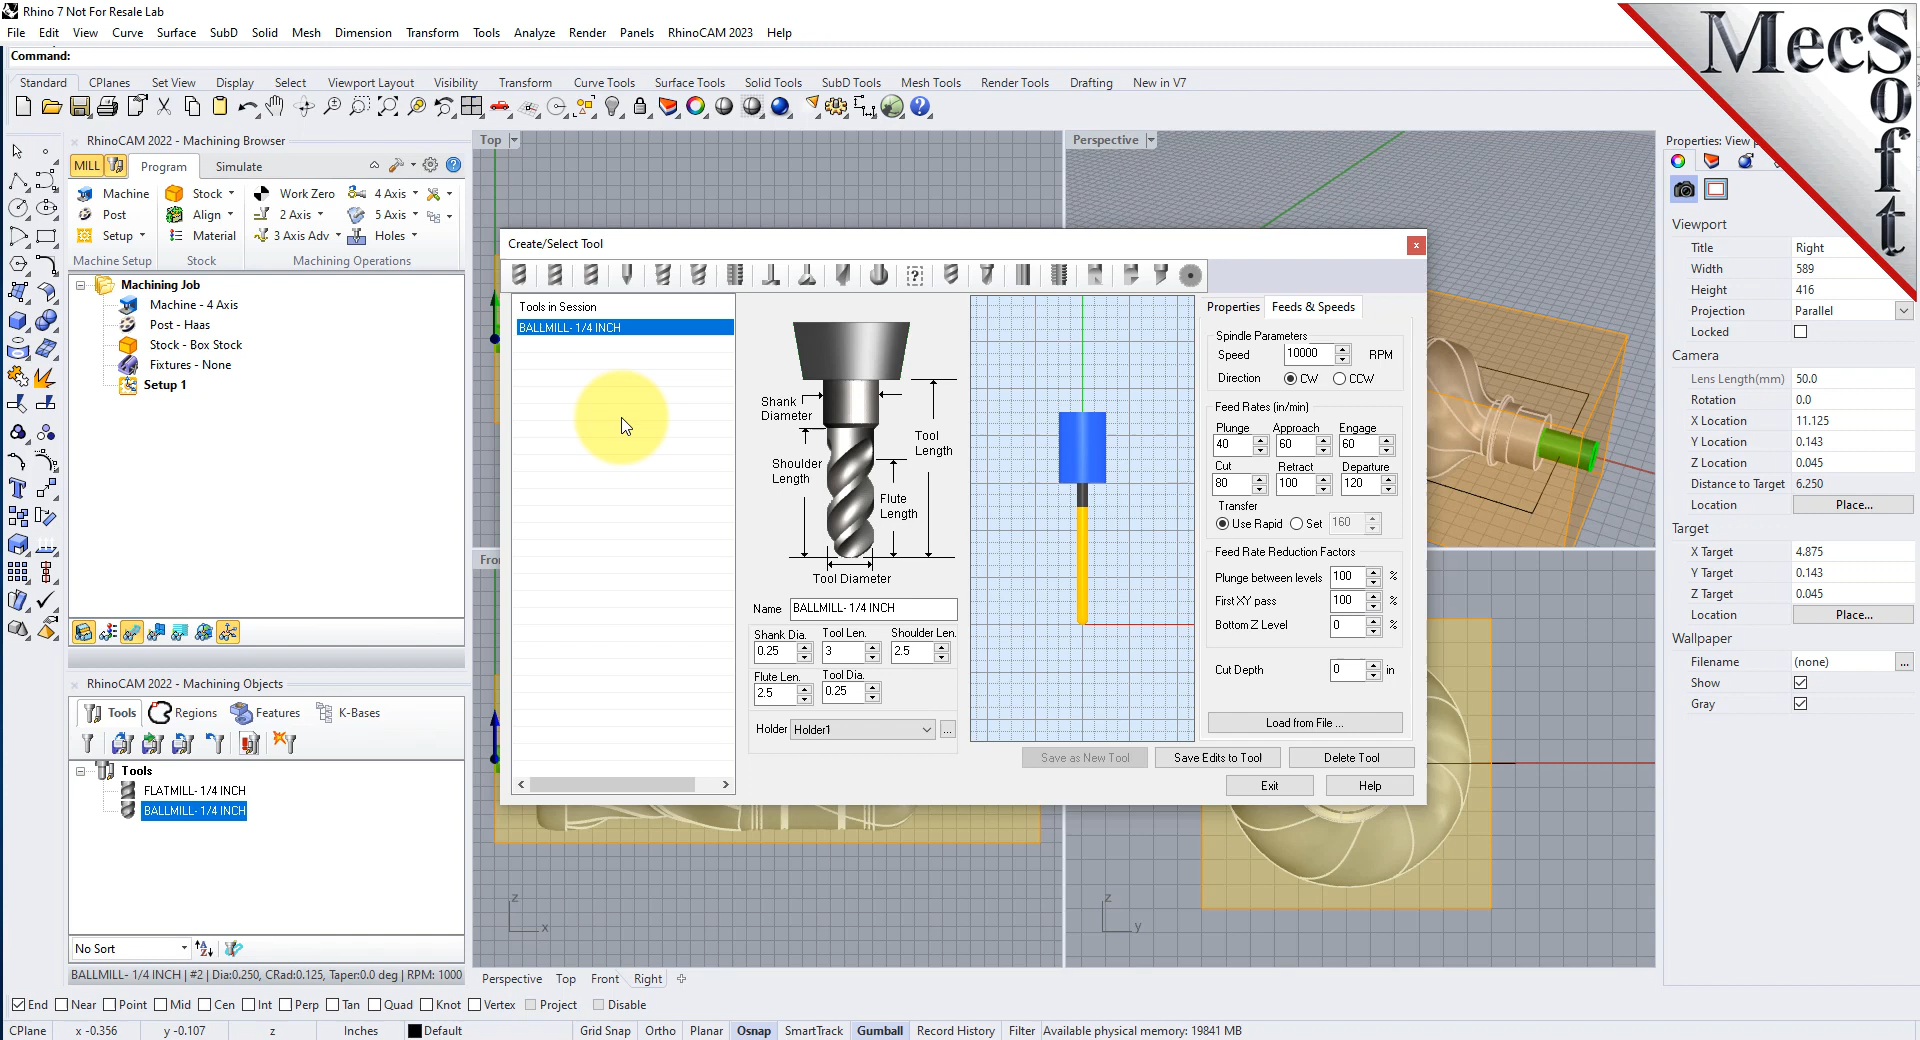 Rhino 7 Not For Resale Lab
File Edit View Curve Surface SubD Solid Mesh Dimension Transform Tools Analyze Render Panels RhinoCAM 2023 Help
Command:
Standard CPlanes Set View Display Select Viewport Layout Visibility Transform Curve Tools Surface Tools Solid Tools SubD Tools Mesh Tools Render Tools Drafting New in V7
MecSoft
RhinoCAM 2022 - Machining Browser
MILL Program Simulate
Machine Stock Work Zero 4 Axis
Post Align 2 Axis 5 Axis
Setup Material 3 Axis Adv Holes
Machine Setup Stock Machining Operations
Machining Job
Machine - 4 Axis
Post - Haas
Stock - Box Stock
Fixtures - None
Setup 1
RhinoCAM 2022 - Machining Objects
Tools Regions Features K-Bases
Tools
FLATMILL- 1/4 INCH
BALLMILL- 1/4 INCH
No Sort
BALLMILL- 1/4 INCH | #2 | Dia:0.250, CRad:0.125, Taper:0.0 deg | RPM: 1000
Top
Perspective
Fro
Create/Select Tool
x
Tools in Session
BALLMILL- 1/4 INCH
Shank
Diameter
Tool
Length
Shoulder
Length
Flute
Length
Tool Diameter
Name BALLMILL- 1/4 INCH
Shank Dia. Tool Len. Shoulder Len.
0.25 3 2.5
Flute Len. Tool Dia.
2.5 0.25
Holder Holder1 ...
Properties Feeds & Speeds
Spindle Parameters
Speed 10000 RPM
Direction CW CCW
Feed Rates (in/min)
Plunge Approach Engage
40 60 60
Cut Retract Departure
80 100 120
Transfer
Use Rapid Set 160
Feed Rate Reduction Factors
Plunge between levels 100 %
First XY pass 100 %
Bottom Z Level 0 %
Cut Depth 0 in
Load from File ...
Save as New Tool Save Edits to Tool Delete Tool
Exit Help
z
x
z
y
Properties: View p
Viewport
Title Right
Width 589
Height 416
Projection Parallel
Locked
Camera
Lens Length(mm) 50.0
Rotation 0.0
X Location 11.125
Y Location 0.143
Z Location 0.045
Distance to Target 6.250
Location Place...
Target
X Target 4.875
Y Target 0.143
Z Target 0.045
Location Place...
Wallpaper
Filename (none) ...
Show
Gray
Perspective Top Front Right
End Near Point Mid Cen Int Perp Tan Quad Knot Vertex Project Disable
CPlane x -0.356 y -0.107 z Inches Default Grid Snap Ortho Planar Osnap SmartTrack Gumball Record History Filter Available physical memory: 19841 MB